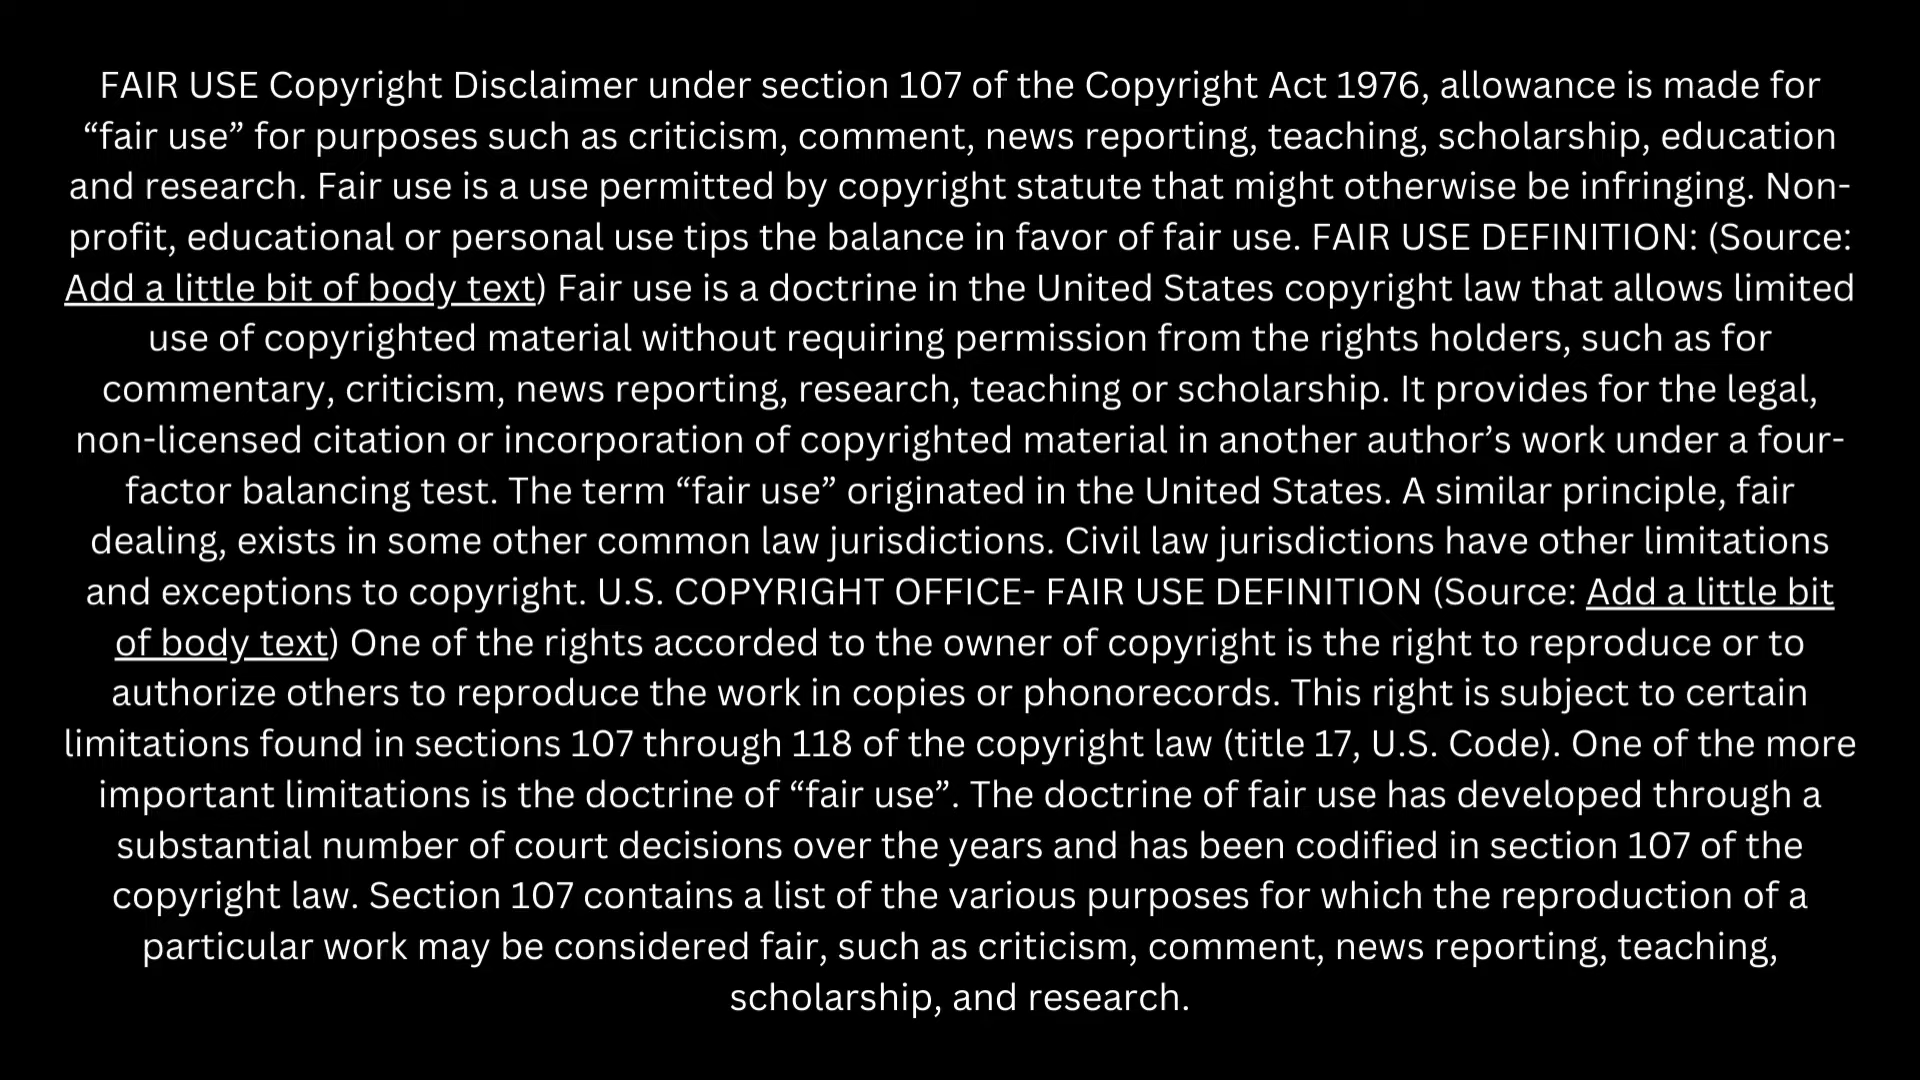 FAIR USE Copyright Disclaimer under section 107 of the Copyright Act 1976, allowance is made for
“fair use” for purposes such as criticism, comment, news reporting, teaching, scholarship, education
and research. Fair use is a use permitted by copyright statute that might otherwise be infringing. Non-
profit, educational or personal use tips the balance in favor of fair use. FAIR USE DEFINITION: (Source:
Add a little bit of body text) Fair use is a doctrine in the United States copyright law that allows limited
use of copyrighted material without requiring permission from the rights holders, such as for
commentary, criticism, news reporting, research, teaching or scholarship. It provides for the legal,
non-licensed citation or incorporation of copyrighted material in another author’s work under a four-
factor balancing test. The term “fair use” originated in the United States. A similar principle, fair
dealing, exists in some other common law jurisdictions. Civil law jurisdictions have other limitations
and exceptions to copyright. U.S. COPYRIGHT OFFICE- FAIR USE DEFINITION (Source: Add a little bit
of body text) One of the rights accorded to the owner of copyright is the right to reproduce or to
authorize others to reproduce the work in copies or phonorecords. This right is subject to certain
limitations found in sections 107 through 118 of the copyright law (title 17, U.S. Code). One of the more
important limitations is the doctrine of “fair use”. The doctrine of fair use has developed through a
substantial number of court decisions over the years and has been codified in section 107 of the
copyright law. Section 107 contains a list of the various purposes for which the reproduction of a
particular work may be considered fair, such as criticism, comment, news reporting, teaching,
scholarship, and research.